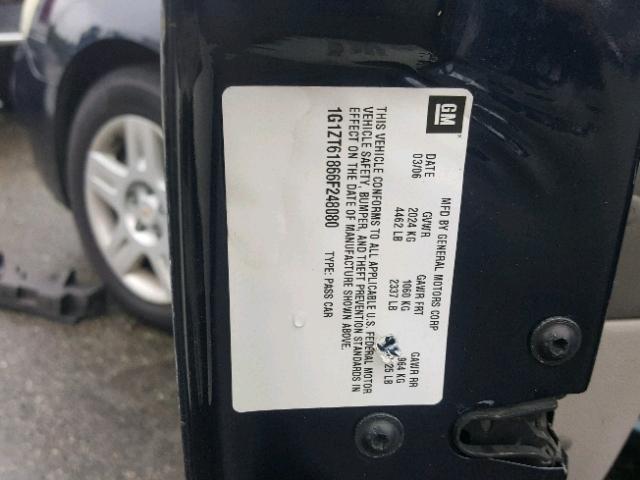 GM
MFD BY GENERAL MOTORS CORP
DATE GVWR GAWR FRT GAWR RR
03/06 2024 KG 1060 KG 964 KG
4462 LB 2337 LB 25 LB
THIS VEHICLE CONFORMS TO ALL APPLICABLE U.S. FEDERAL MOTOR
VEHICLE SAFETY, BUMPER, AND THEFT PREVENTION STANDARDS IN
EFFECT ON THE DATE OF MANUFACTURE SHOWN ABOVE.
1G1ZT61866F248080 TYPE: PASS CAR